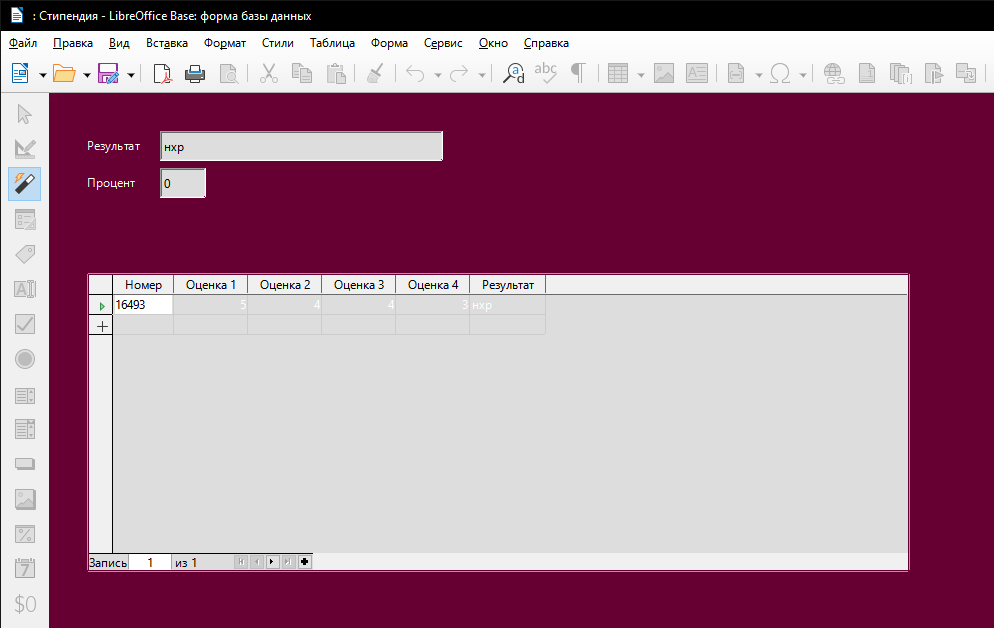 : Стипендия - LibreOffice Base: форма базы данных
Файл Правка Вид Вставка Формат Стили Таблица Форма Сервис Окно Справка
Результат нхр
Процент 0
Номер Оценка 1 Оценка 2 Оценка 3 Оценка 4 Результат
16493 5 4 4 3 нхр
Запись 1 из 1